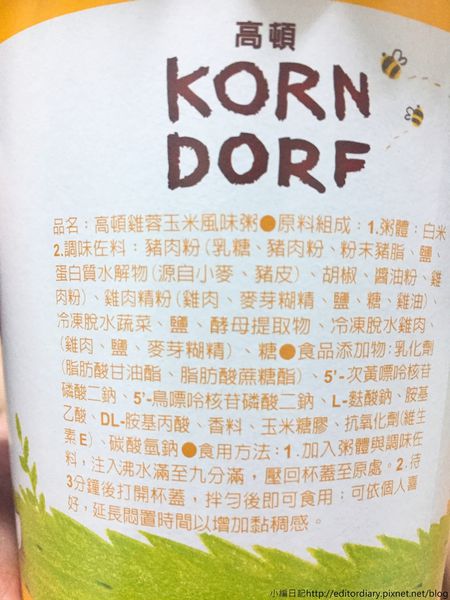 高頓
KORN
DORF
品名：高頓雞蓉玉米風味粥●原料組成：1.粥體：白米
2.調味佐料：豬肉粉(乳糖、豬肉粉、粉末豬脂、鹽、
蛋白質水解物(源自小麥、豬皮)、胡椒、醬油粉、雞
肉粉)、雞肉精粉(雞肉、麥芽糊精、鹽、糖、雞油)、
冷凍脫水蔬菜、鹽、酵母提取物、冷凍脫水雞肉、
(雞肉、鹽、麥芽糊精)、糖●食品添加物:乳化劑
(脂肪酸甘油酯、脂肪酸蔗糖酯)、5'-次黃嘌呤核苷
磷酸二鈉、5'-鳥嘌呤核苷磷酸二鈉、L-麩酸鈉、胺基
乙酸、DL-胺基丙酸、香料、玉米糖膠、抗氧化劑(維生
素E)、碳酸氫鈉●食用方法：1.加入粥體與調味佐
料，注入沸水滿至九分滿，壓回杯蓋至原處。2.待
3分鐘後打開杯蓋，拌勻後即可食用；可依個人喜
好，延長悶置時間以增加黏稠感。
小編日記http://editordiary.pixnet.net/blog